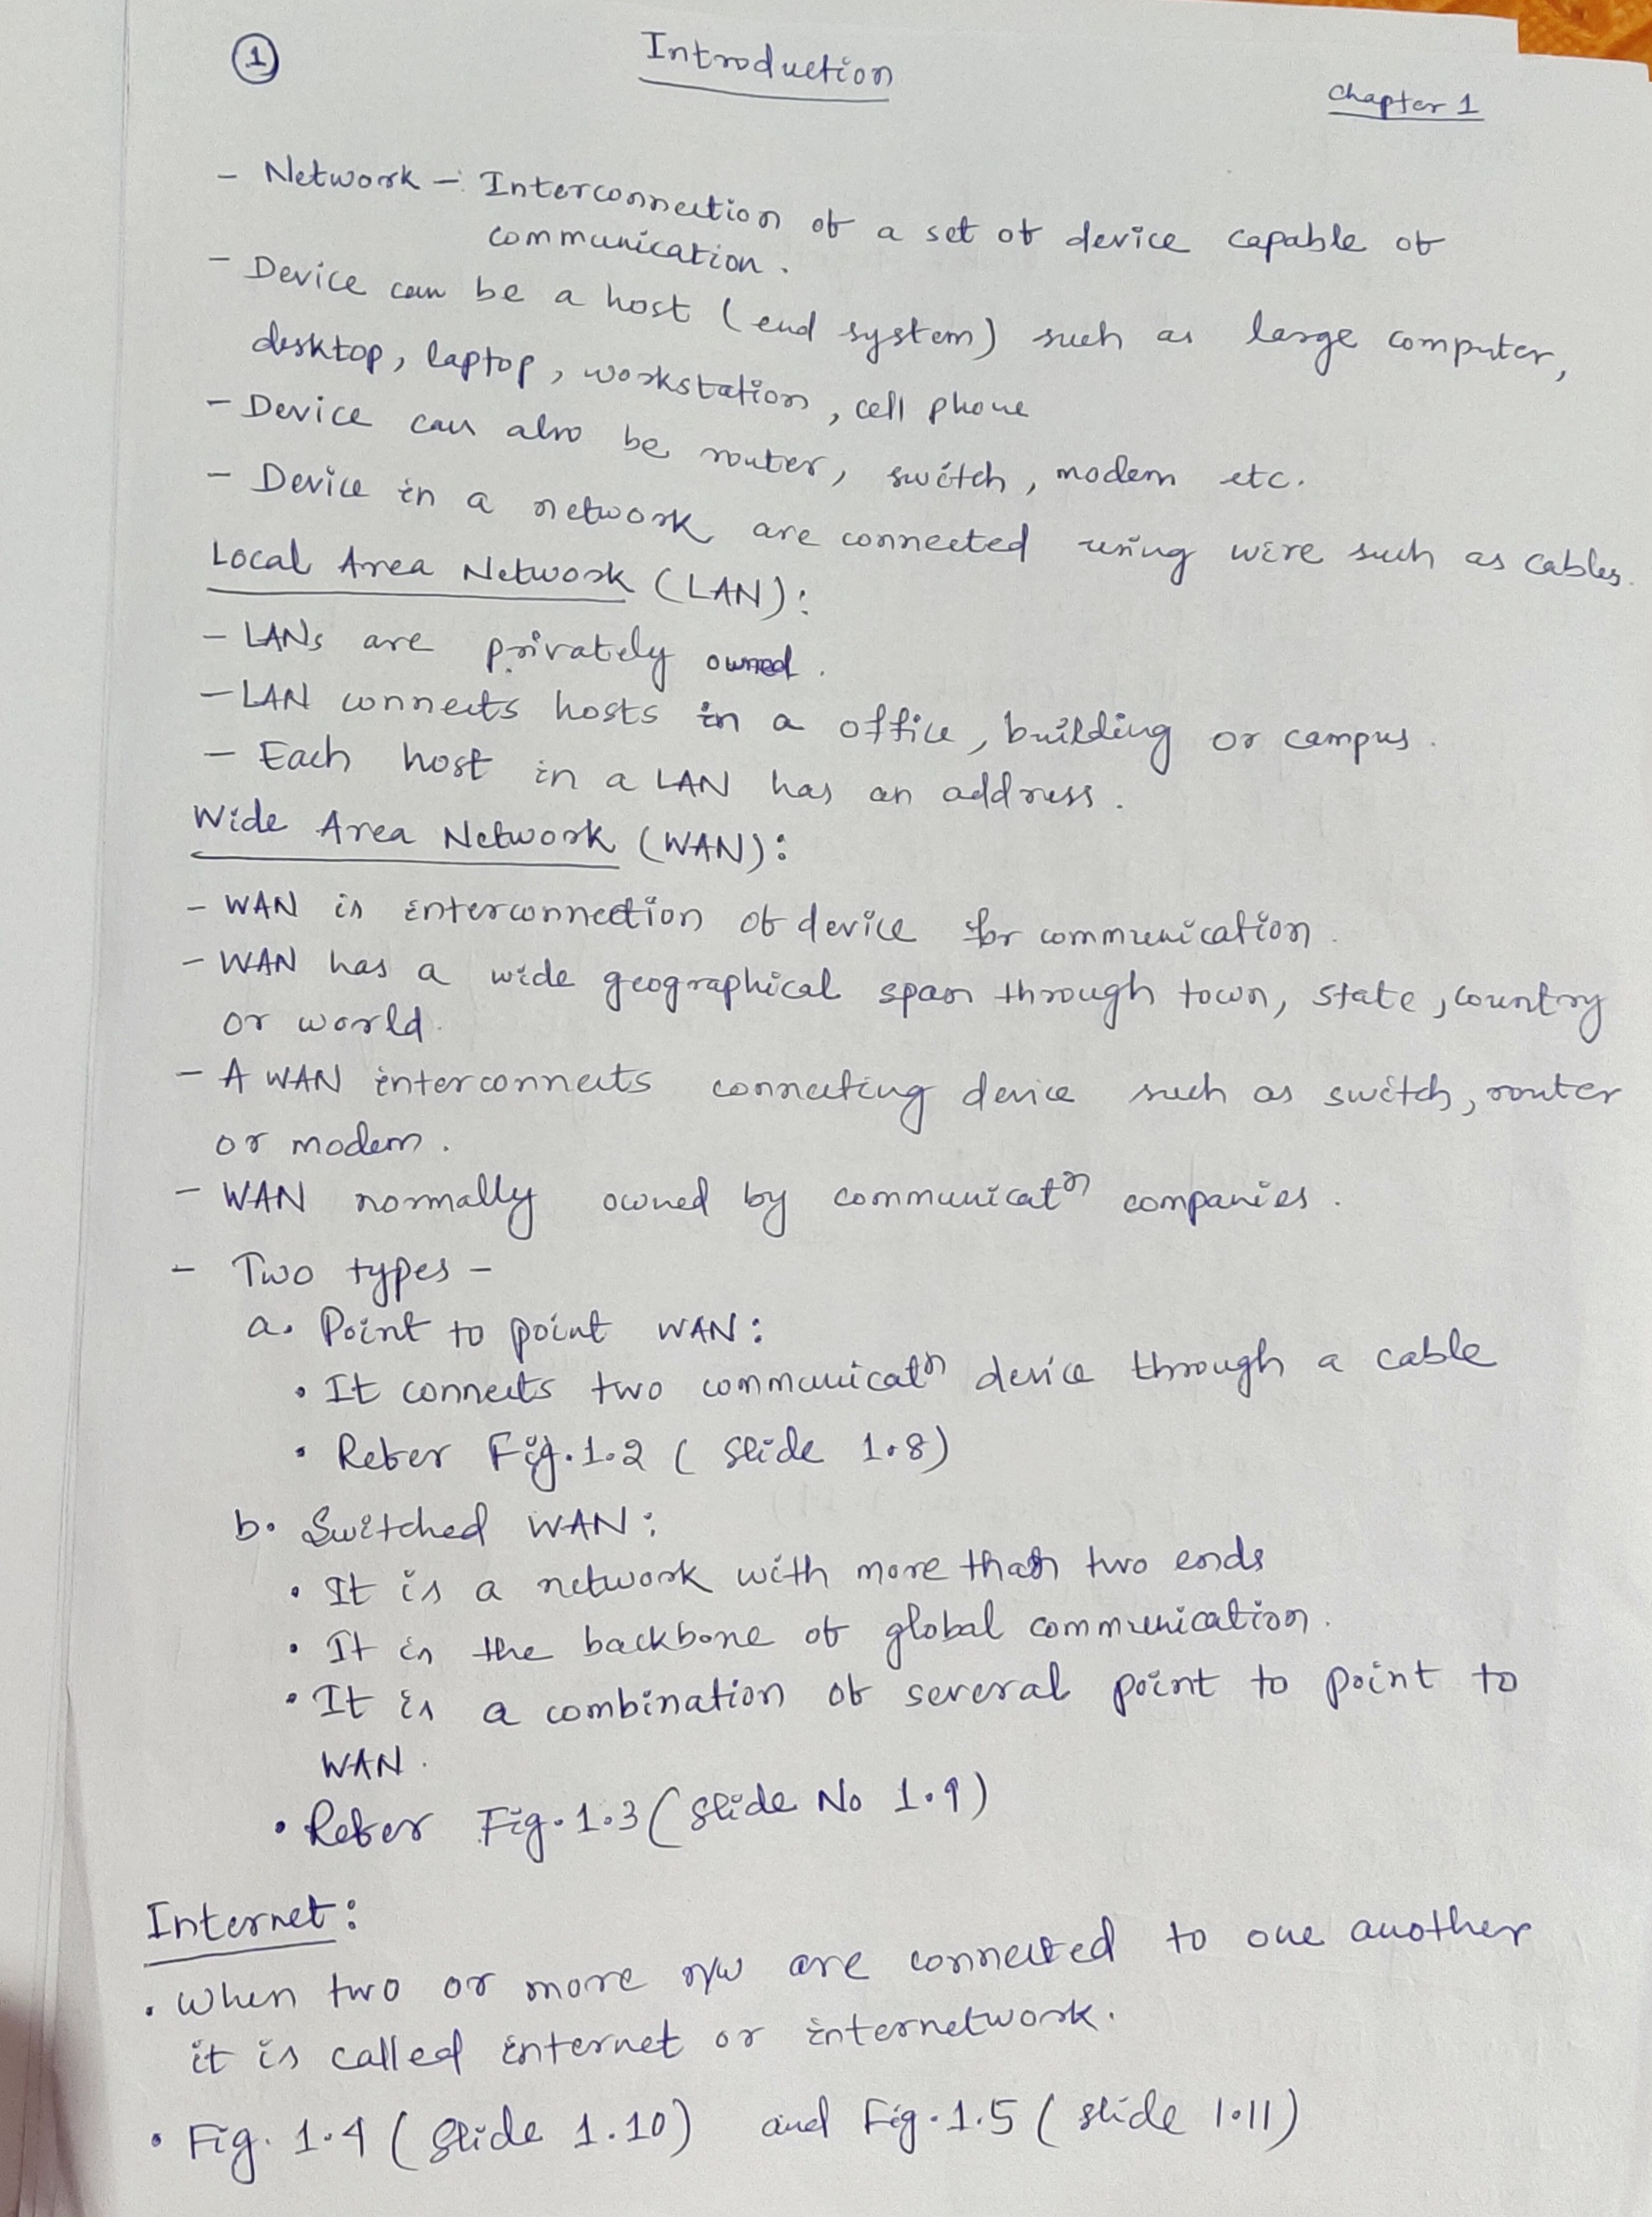 1
Introduction
Chapter 1
- Network - Interconnection of a set of device capable of
communication.
- Device can be a host (end system) such as large computer,
desktop, laptop, workstation, cell phone
- Device can also be router, switch, modem etc.
- Device in a network are connected using wire such as cables.
Local Area Network (LAN):
- LANs are privately owned.
- LAN connects hosts in a office, building or campus.
- Each host in a LAN has an address.
Wide Area Network (WAN):
- WAN is interconnection of device for communication.
- WAN has a wide geographical span through town, state, country
or world.
- A WAN interconnects connecting device such as switch, router
or modem.
- WAN normally owned by communicatn companies.
- Two types -
a. Point to point WAN:
• It connects two communicatn device through a cable
• Refer Fig. 1.2 ( Slide 1.8)
b. Switched WAN:
• It is a network with more than two ends
• It is the backbone of global communication.
• It is a combination of several point to point to
WAN.
• Refer Fig. 1.3 (Slide No 1.9)
Internet:
• When two or more n/w are connected to one another
it is called internet or internetwork.
• Fig. 1.4 ( Slide 1.10) and Fig. 1.5 ( slide 1.11)